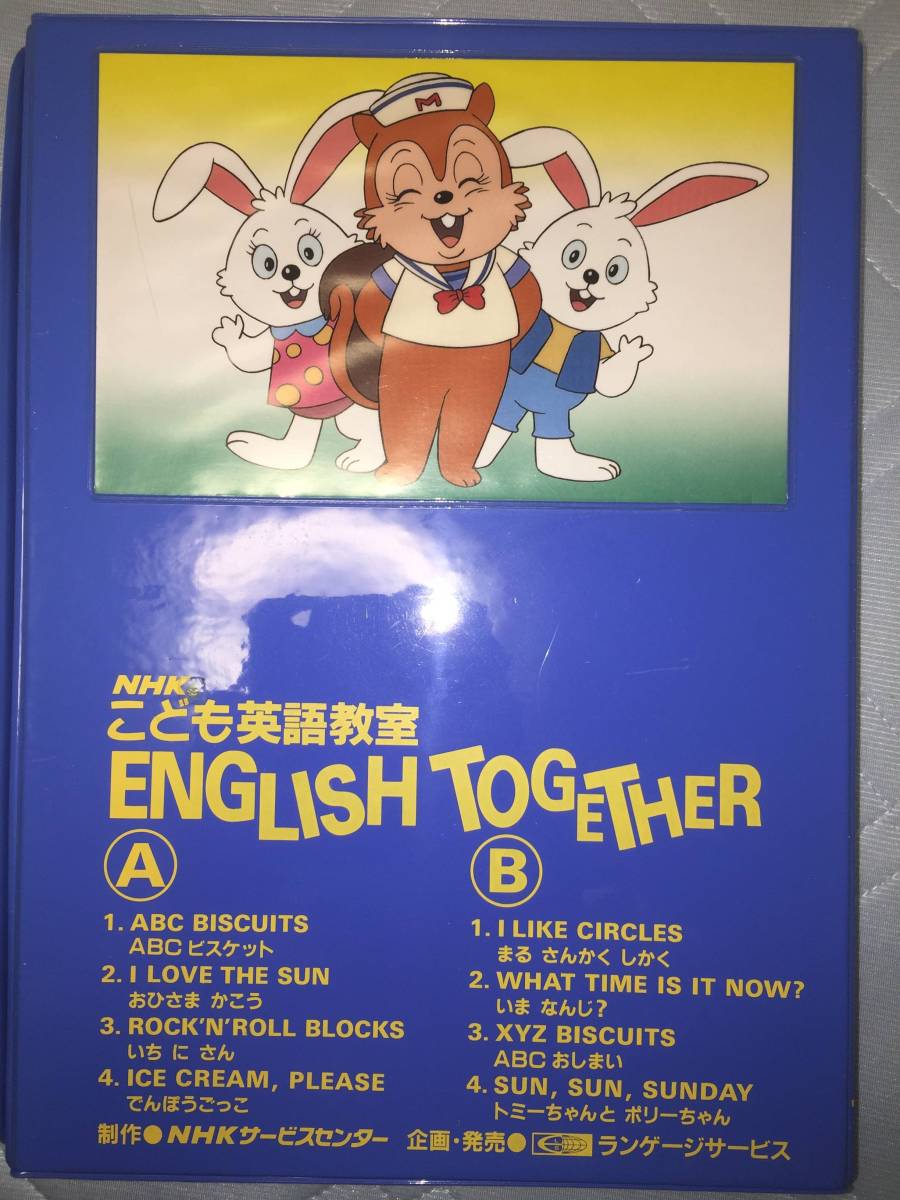 M
NHK
こども英語教室
ENGLISH TOGETHER
A
1. ABC BISCUITS
ABC ビスケット
2. I LOVE THE SUN
おひさま かこう
3. ROCK'N'ROLL BLOCKS
いち に さん
4. ICE CREAM, PLEASE
でんぽうごっこ
B
1. I LIKE CIRCLES
まる さんかく しかく
2. WHAT TIME IS IT NOW?
いま なんじ?
3. XYZ BISCUITS
ABC おしまい
4. SUN, SUN, SUNDAY
トミーちゃんと ポリーちゃん
制作●NHKサービスセンター 企画・発売● ランゲージサービス